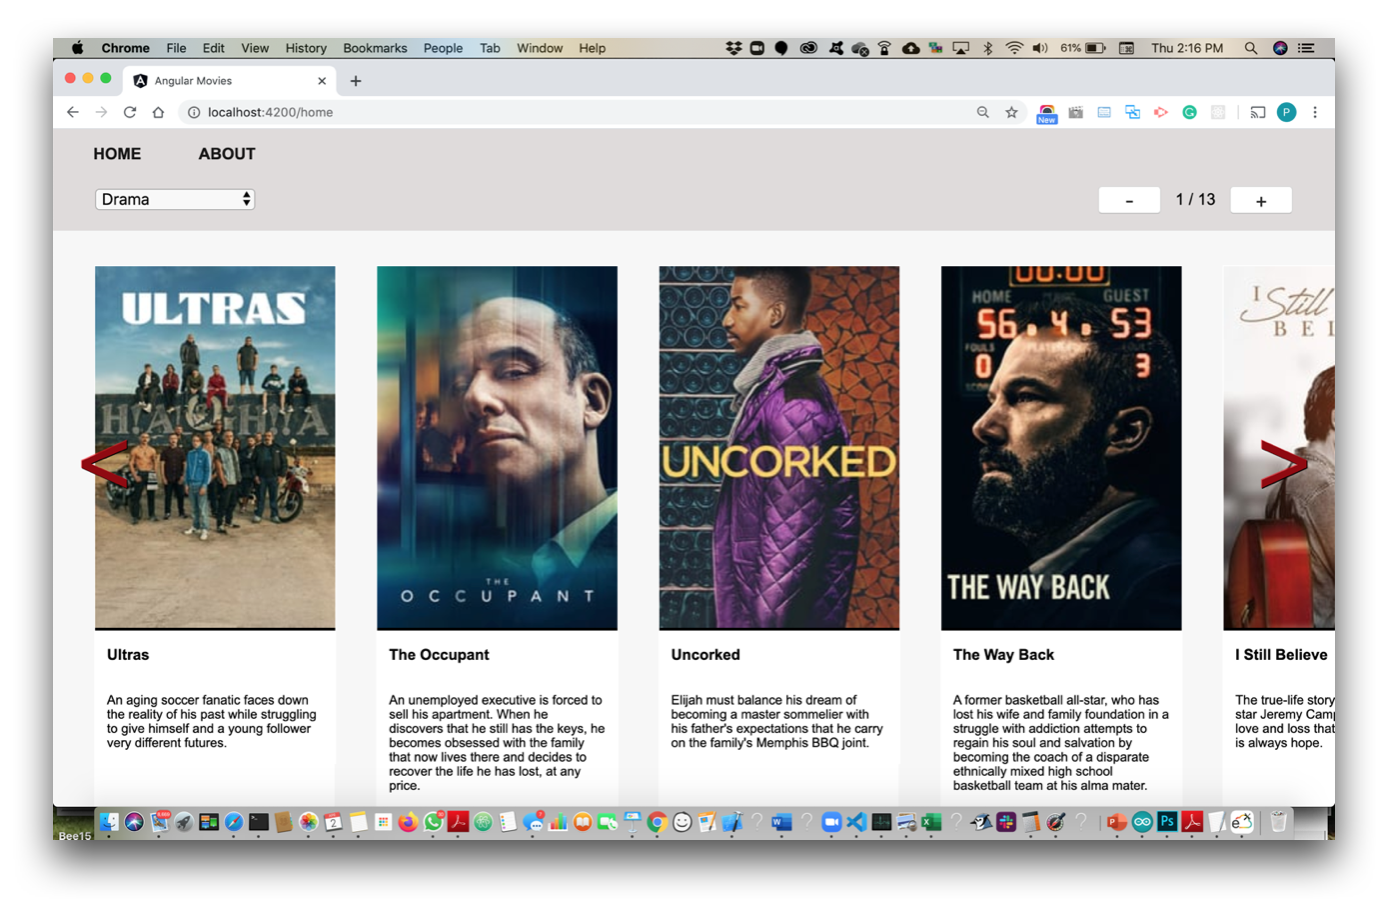 Chrome File Edit View History Bookmarks People Tab Window Help 61% Thu 2:16 PM
Angular Movies
localhost:4200/home
New
P
HOME ABOUT
Drama
- 1 / 13 +
ULTRAS
THE
OCCUPANT
UNCORKED
00:00
HOME GUEST
56 4 53
FOULS
0 3
THE WAY BACK
I Still
BEL
< >
Ultras
An aging soccer fanatic faces down
the reality of his past while struggling
to give himself and a young follower
very different futures.
The Occupant
An unemployed executive is forced to
sell his apartment. When he
discovers that he still has the keys, he
becomes obsessed with the family
that now lives there and decides to
recover the life he has lost, at any
price.
Uncorked
Elijah must balance his dream of
becoming a master sommelier with
his father's expectations that he carry
on the family's Memphis BBQ joint.
The Way Back
A former basketball all-star, who has
lost his wife and family foundation in a
struggle with addiction attempts to
regain his soul and salvation by
becoming the coach of a disparate
ethnically mixed high school
basketball team at his alma mater.
I Still Believe
The true-life story
star Jeremy Camp
love and loss that
is always hope.
Bee15